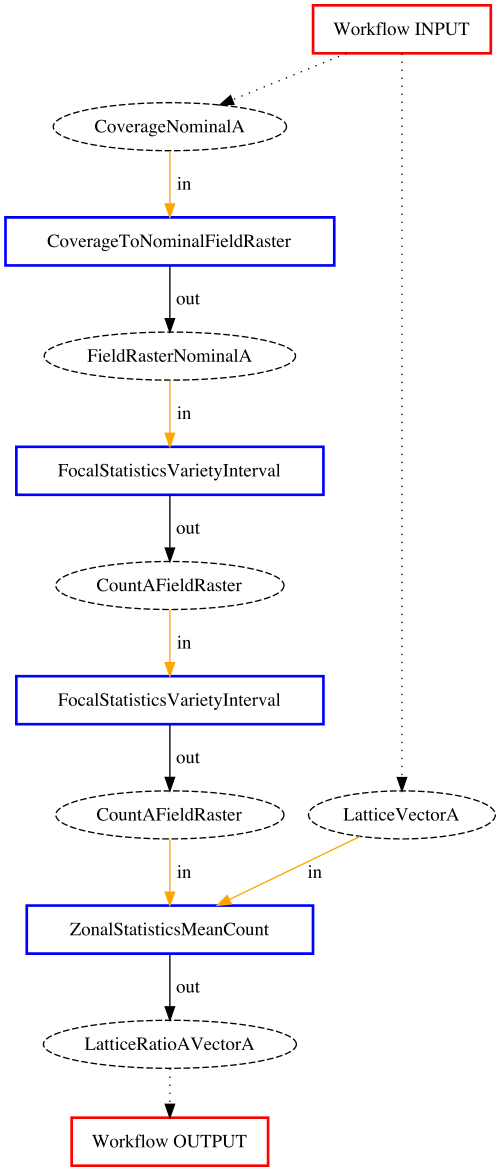 Workflow INPUT
CoverageNominalA
in
CoverageToNominalFieldRaster
out
FieldRasterNominalA
in
FocalStatisticsVarietyInterval
out
CountAFieldRaster
in
FocalStatisticsVarietyInterval
out
CountAFieldRaster
LatticeVectorA
in
in
ZonalStatisticsMeanCount
out
LatticeRatioAVectorA
Workflow OUTPUT